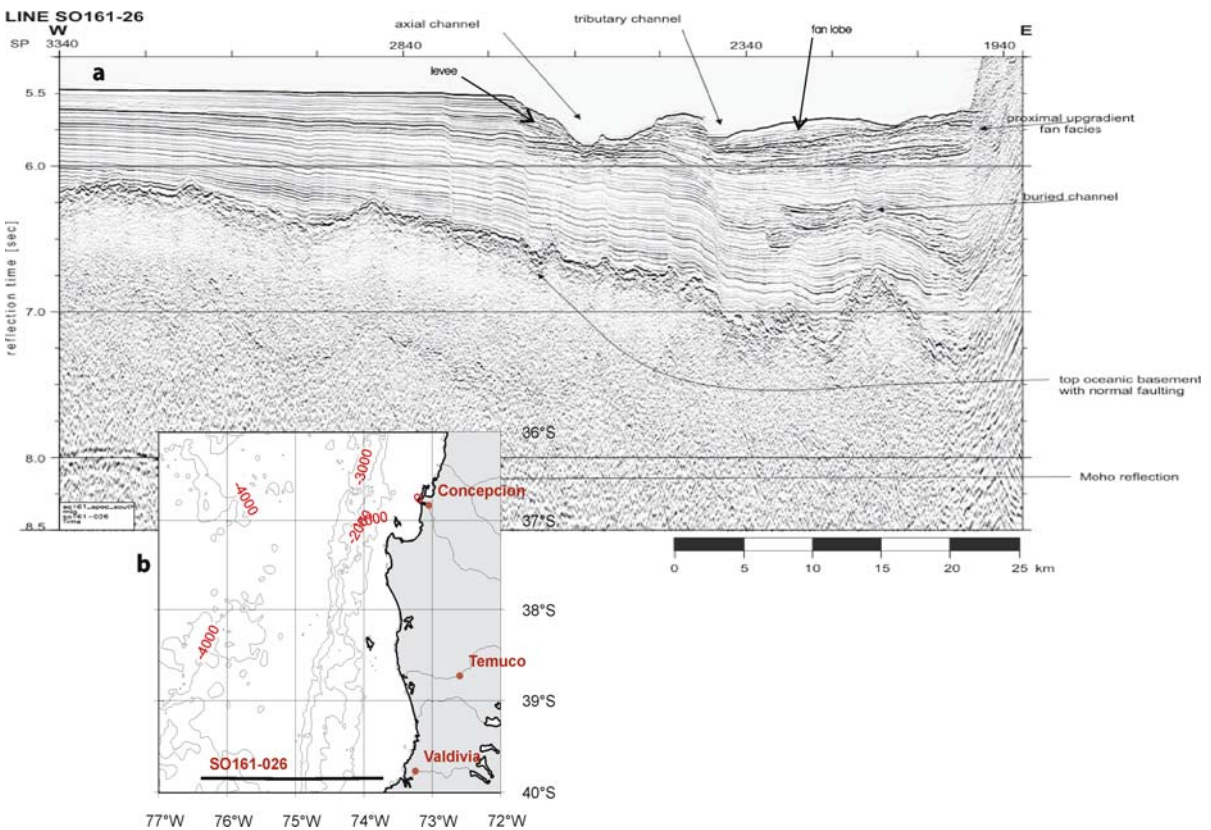 LINE SO161-26
W
E
axial channel
tributary channel
fan lobe
SP
3340
2840
2340
1940
a
levee
5.5
6.0
7.0
8.0
8.5
reflection time [sec]
proximal upgradient
fan facies
buried channel
top oceanic basement
with normal faulting
Moho reflection
so161-026
0
5
10
15
20
25
km
b
36°S
37°S
38°S
39°S
40°S
-4000
-3000
-4000
Concepcion
Temuco
Valdivia
SO161-026
77°W
76°W
75°W
74°W
73°W
72°W